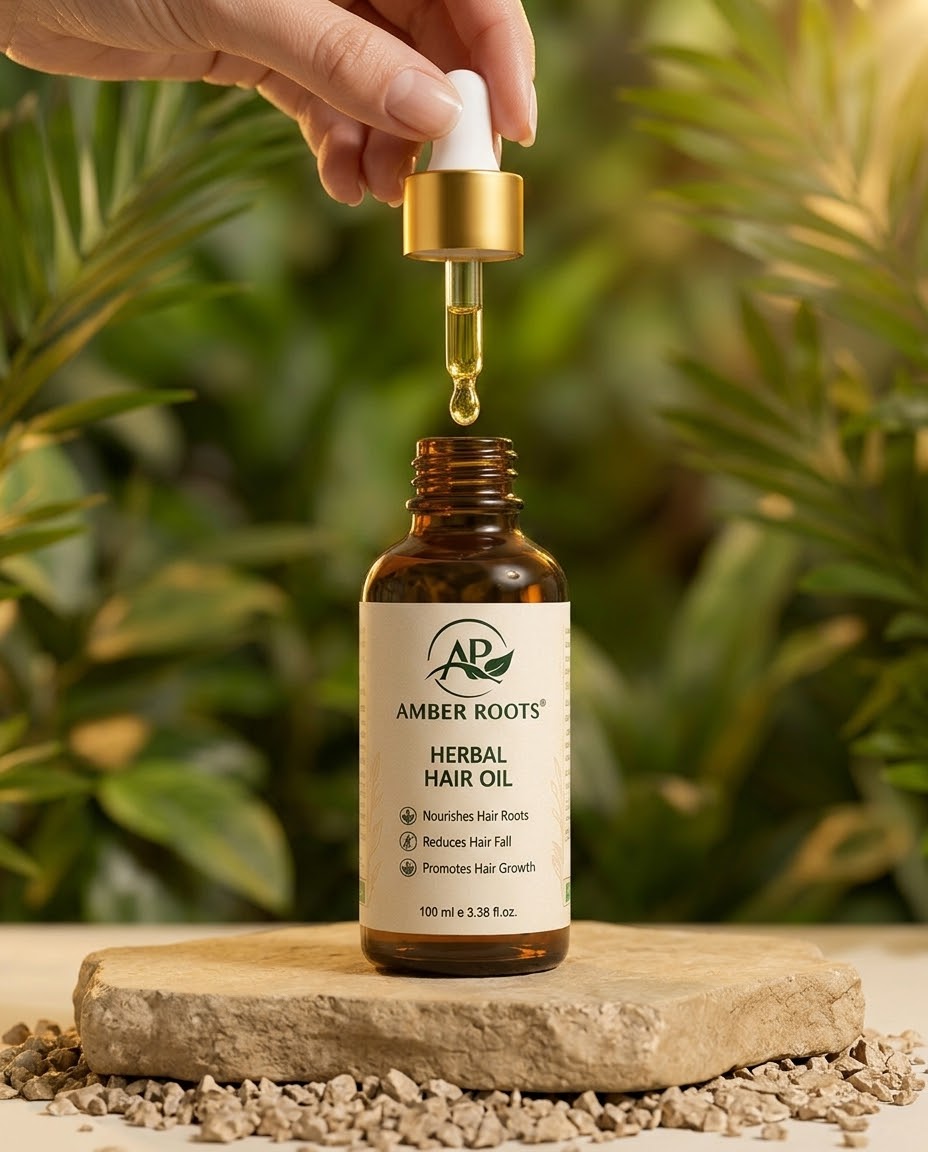 AP
AMBER ROOTS®
HERBAL
HAIR OIL
Nourishes Hair Roots
Reduces Hair Fall
Promotes Hair Growth
100 ml e 3.38 fl.oz.